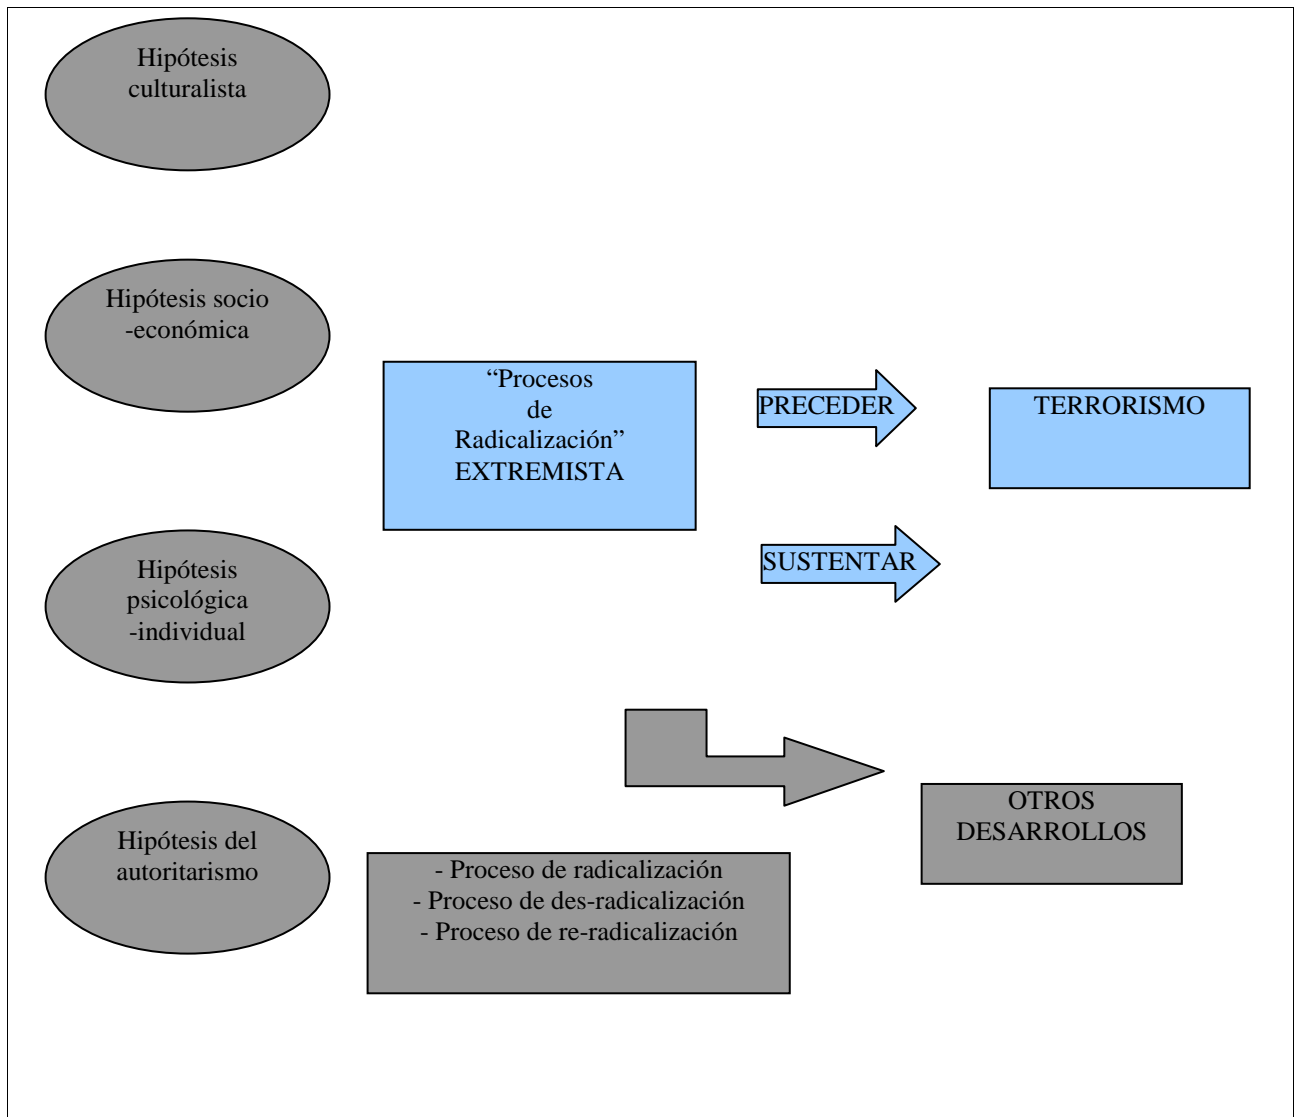 Hipótesis
culturalista
Hipótesis socio
-económica
“Procesos
de
Radicalización”
EXTREMISTA
PRECEDER
TERRORISMO
SUSTENTAR
Hipótesis
psicológica
-individual
OTROS
DESARROLLOS
Hipótesis del
autoritarismo
- Proceso de radicalización
- Proceso de des-radicalización
- Proceso de re-radicalización